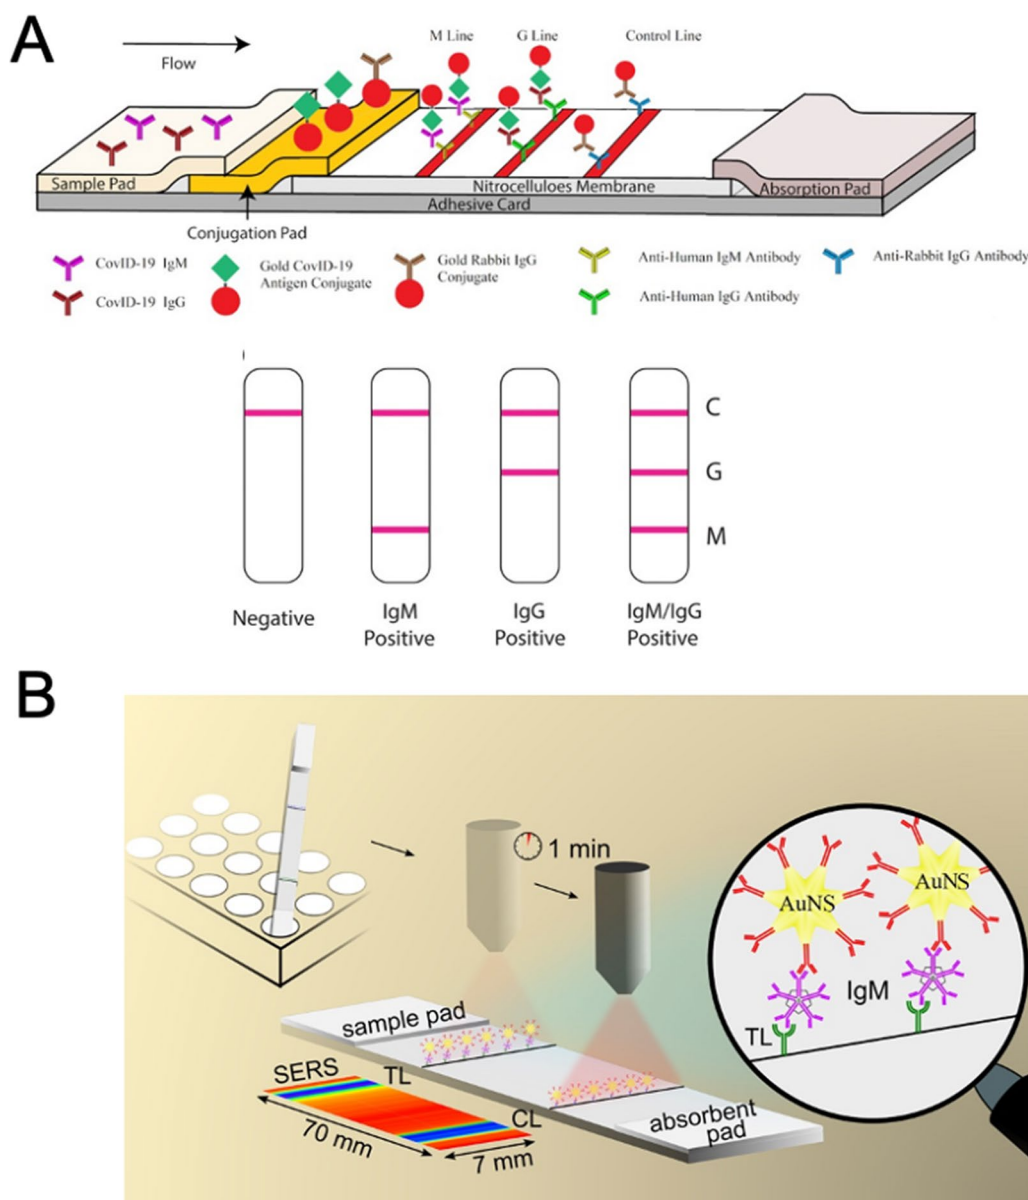 A
Flow
M Line
G Line
Control Line
Sample Pad
Nitrocelluloes Membrane
Absorption Pad
Adhesive Card
Conjugation Pad
CovID-19 IgM
CovID-19 IgG
Gold CovID-19
Antigen Conjugate
Gold Rabbit IgG
Conjugate
Anti-Human IgM Antibody
Anti-Human IgG Antibody
Anti-Rabbit IgG Antibody
C
G
M
Negative
IgM
Positive
IgG
Positive
IgM/IgG
Positive
B
1 min
AuNS
AuNS
IgM
TL
sample pad
SERS
TL
CL
absorbent
pad
70 mm
7 mm